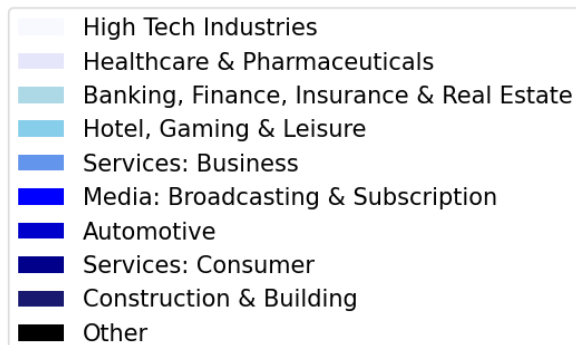 High Tech Industries
Healthcare & Pharmaceuticals
Banking, Finance, Insurance & Real Estate
Hotel, Gaming & Leisure
Services: Business
Media: Broadcasting & Subscription
Automotive
Services: Consumer
Construction & Building
Other